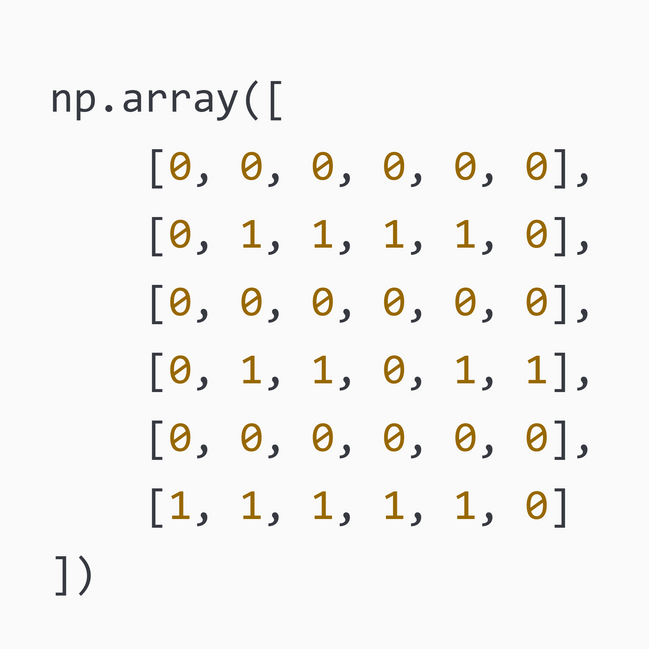 np.array([
    [0, 0, 0, 0, 0, 0],
    [0, 1, 1, 1, 1, 0],
    [0, 0, 0, 0, 0, 0],
    [0, 1, 1, 0, 1, 1],
    [0, 0, 0, 0, 0, 0],
    [1, 1, 1, 1, 1, 0]
])